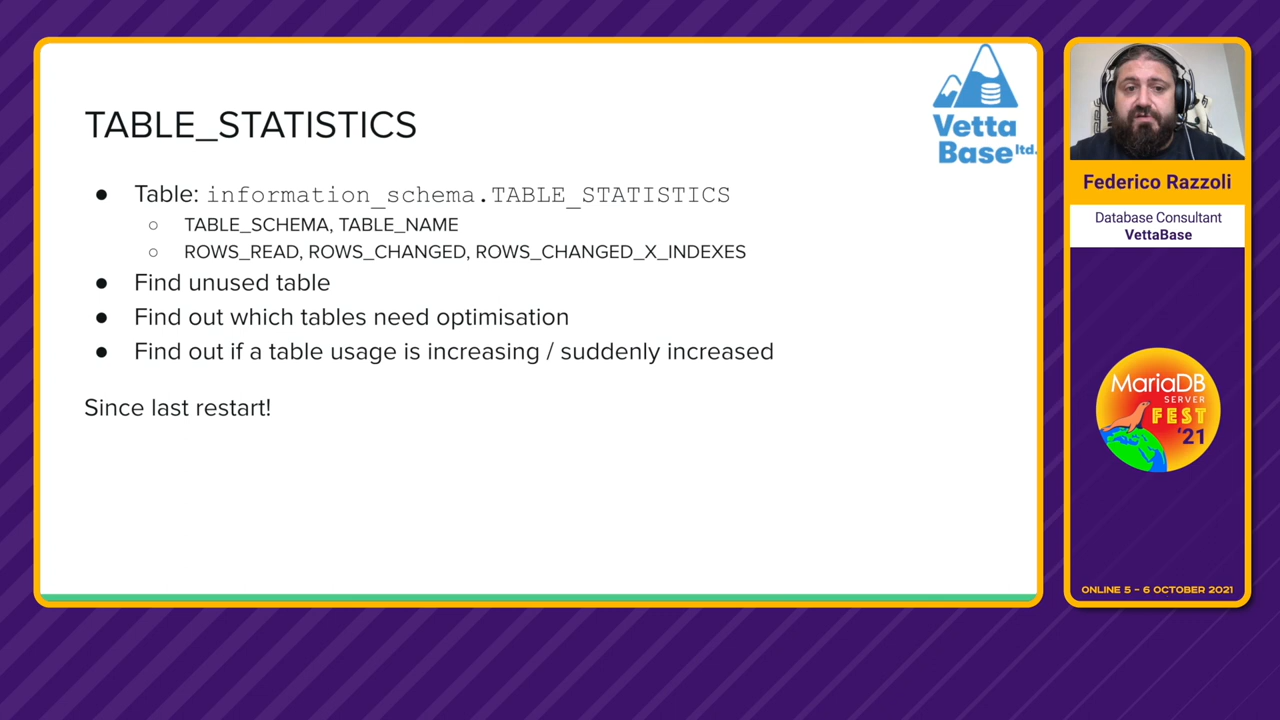 TABLE_STATISTICS
● Table: information_schema.TABLE_STATISTICS
○ TABLE_SCHEMA, TABLE_NAME
○ ROWS_READ, ROWS_CHANGED, ROWS_CHANGED_X_INDEXES
● Find unused table
● Find out which tables need optimisation
● Find out if a table usage is increasing / suddenly increased
Since last restart!
Vetta
Base ltd.
Federico Razzoli
Database Consultant
VettaBase
MariaDB
SERVER
FEST
'21
ONLINE 5 - 6 OCTOBER 2021